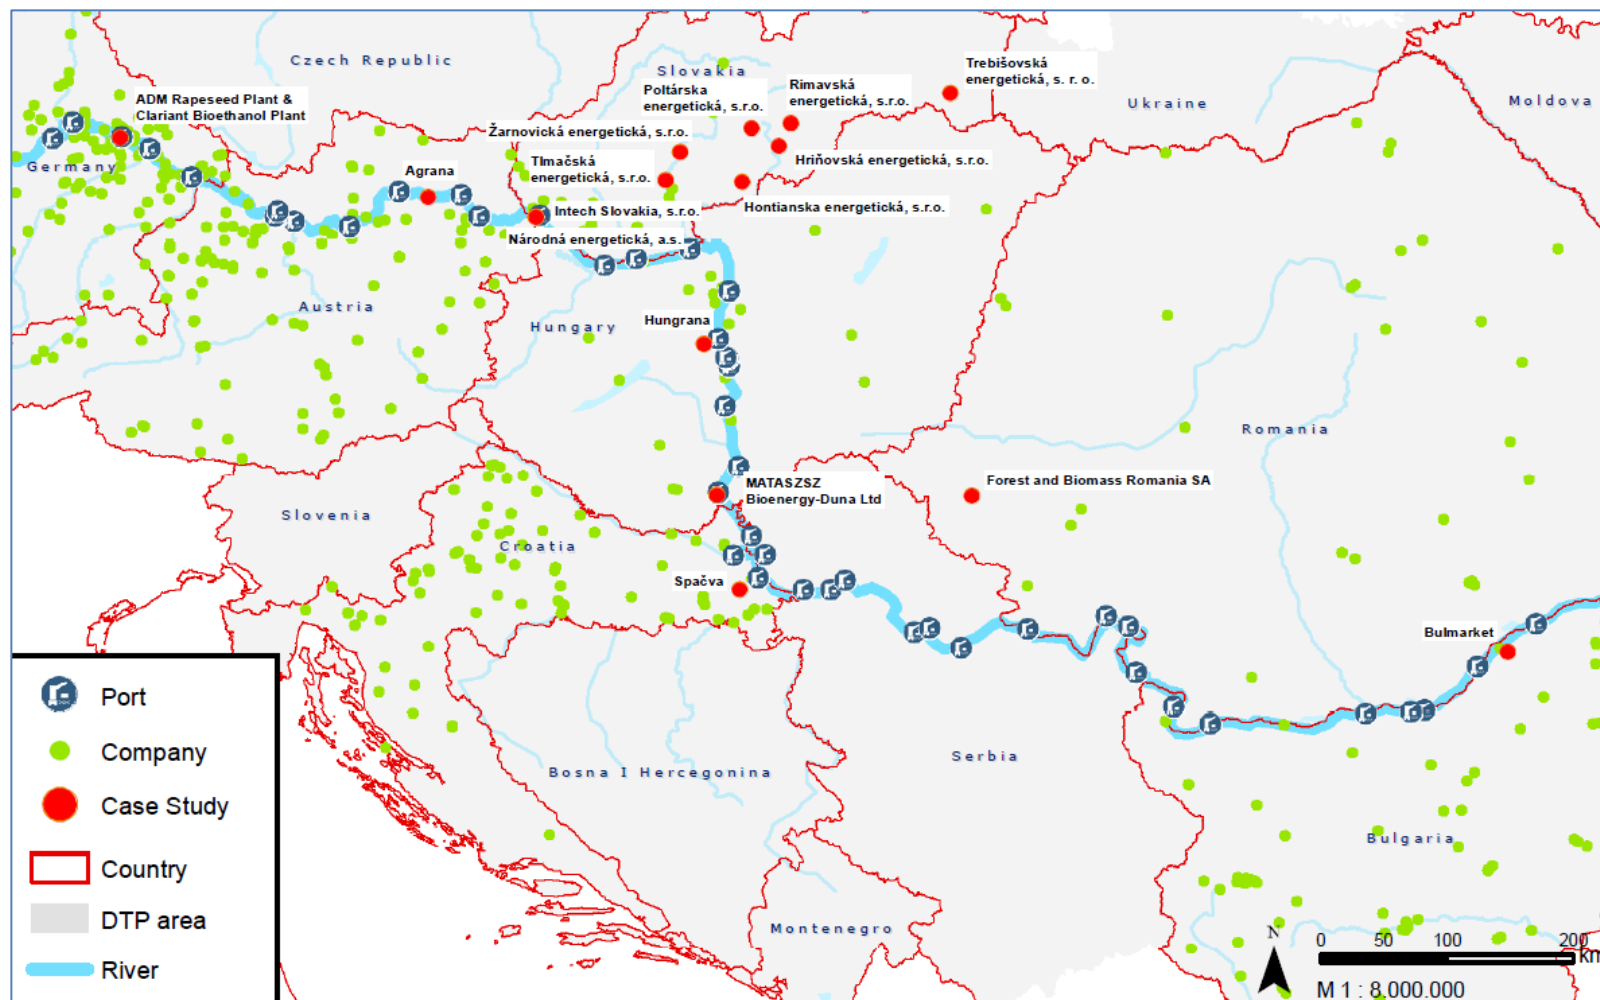 Czech Republic
Slovakia
Trebišovská
energetická, s. r. o.
Ukraine
Moldova
ADM Rapeseed Plant &
Clariant Bioethanol Plant
Poltárska
energetická, s.r.o.
Rimavská
energetická, s.r.o.
Žarnovická energetická, s.r.o.
Germany
Agrana
Tlmačská
energetická, s.r.o.
Hriňovská energetická, s.r.o.
Intech Slovakia, s.r.o.
Hontianska energetická, s.r.o.
Národná energetická, a.s.
Austria
Hungary
Hungrana
Romania
MATASZSZ
Bioenergy-Duna Ltd
Forest and Biomass Romania SA
Slovenia
Croatia
Spačva
Bulmarket
Serbia
Bosna I Hercegonina
Bulgaria
Montenegro
Port
Company
Case Study
Country
DTP area
River
N
0 50 100 200
km
M 1 : 8.000.000